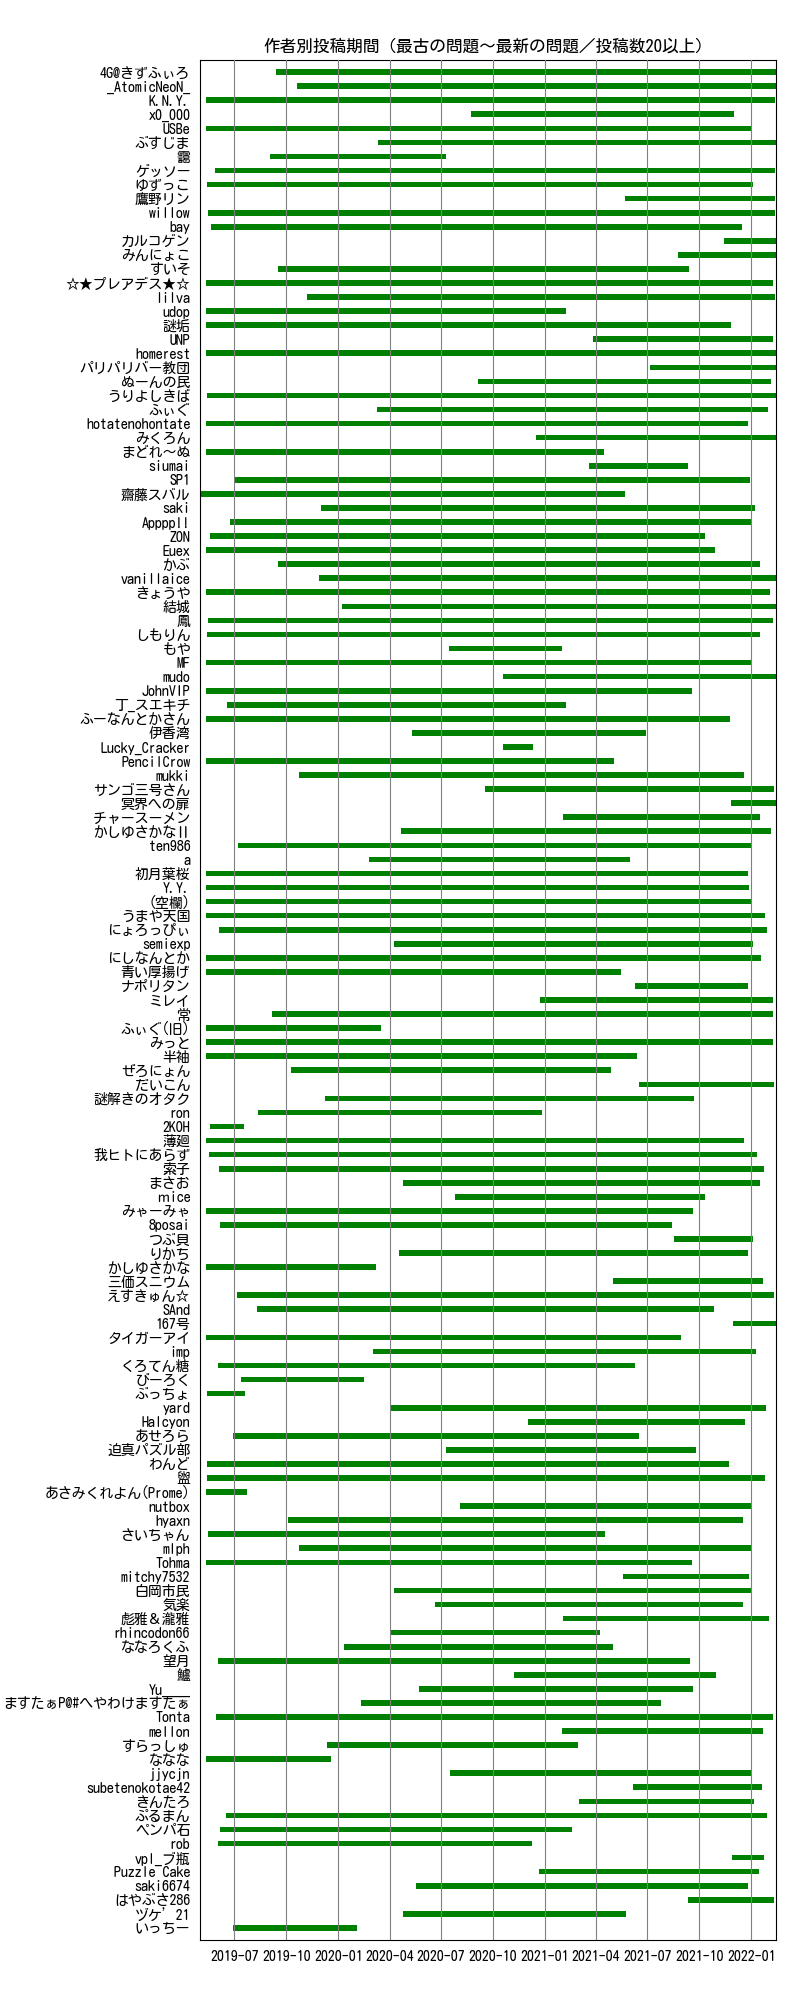 作者別投稿期間（最古の問題～最新の問題／投稿数20以上）
4G@きずふぃろ
_AtomicNeoN_
K.N.Y.
x0_000
USBe
ぶすじま
ゲッソー
ゆずっこ
鷹野リン
willow
bay
カルコゲン
みんにょこ
すいそ
☆★プレアデス★☆
lilva
udop
謎垢
UNP
homerest
パリパリバー教団
ぬーんの民
うりよしきば
ふぃぐ
hotatenohontate
みくろん
まどれ～ぬ
siumai
SP1
齋藤スバル
saki
Appppll
ZON
Euex
かぶ
vanillaice
きょうや
結城
鳳
しもりん
もや
MF
mudo
JohnVIP
丁_スエキチ
ふーなんとかさん
伊香湾
Lucky_Cracker
PencilCrow
mukki
サンゴ三号さん
冥界への扉
チャースーメン
かしゆさかなII
ten986
a
初月葉桜
Y.Y.
(空欄)
うまや天国
にょろっぴぃ
semiexp
にしなんとか
青い厚揚げ
ナポリタン
ミレイ
常
ふぃぐ(旧)
みっと
半袖
ぜろにょん
だいこん
謎解きのオタク
ron
2KOH
薄廻
我ヒトにあらず
索子
まさお
mice
みゃーみゃ
8posai
つぶ貝
りかち
かしゆさかな
三価スニウム
えすきゅん☆
SAnd
167号
タイガーアイ
imp
くろてん糖
びーろく
ぶっちょ
yard
Halcyon
あせろら
迫真パズル部
わんど
あさみくれよん(Prome)
nutbox
hyaxn
さいちゃん
mlph
Tohma
mitchy7532
白岡市民
気楽
彪雅＆瀧雅
rhincodon66
ななろくふ
望月
鱸
Yu____
ますたぁP@#へやわけますたぁ
Tonta
mellon
すらっしゅ
ななな
jjycjn
subetenokotae42
きんたろ
ぷるまん
ペンパ石
rob
vpl_ブ瓶
Puzzle Cake
saki6674
はやぶさ286
ヅケ'21
いっちー
2019-07 2019-10 2020-01 2020-04 2020-07 2020-10 2021-01 2021-04 2021-07 2021-10 2022-01